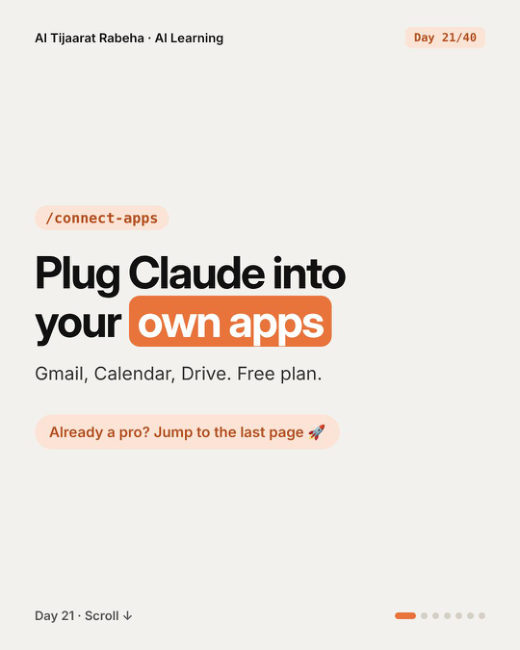 Al Tijaarat Rabeha · AI Learning
Day 21/40
/connect-apps
Plug Claude into
your own apps
Gmail, Calendar, Drive. Free plan.
Already a pro? Jump to the last page 🚀
Day 21 · Scroll ↓